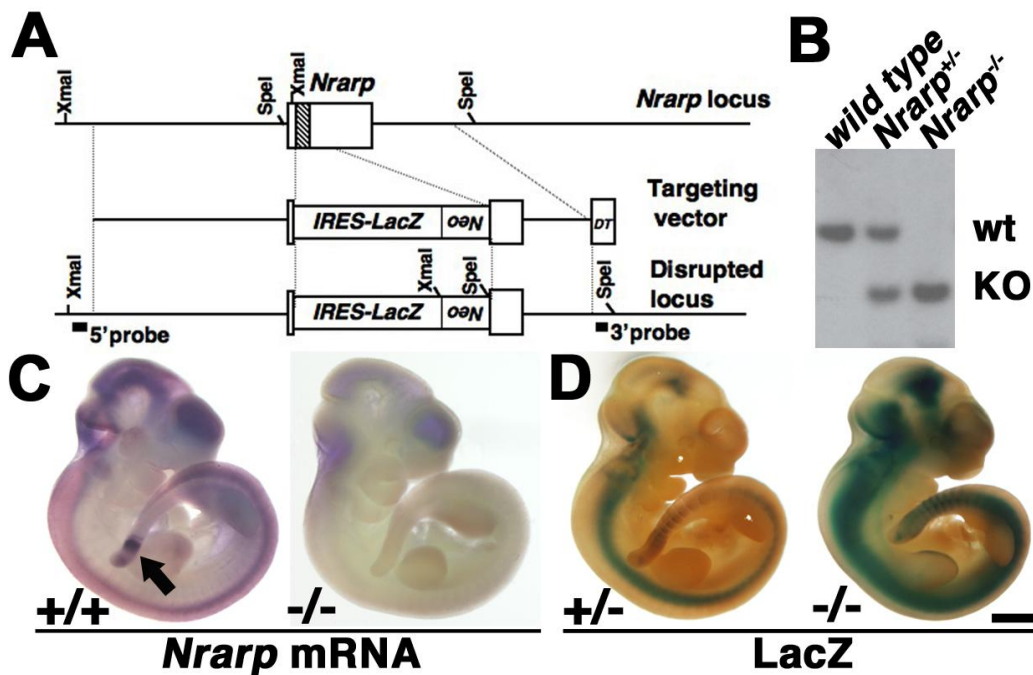 A
XmaI
SpeI
XmaI
Nrarp
SpeI
Nrarp locus
Targeting
vector
IRES-LacZ
Neo
DT
Disrupted
locus
XmaI
XmaI
SpeI
SpeI
IRES-LacZ
Neo
5'probe
3'probe
B
wild type
Nrarp+/-
Nrarp-/-
wt
KO
C
+/+
-/-
Nrarp mRNA
D
+/-
-/-
LacZ